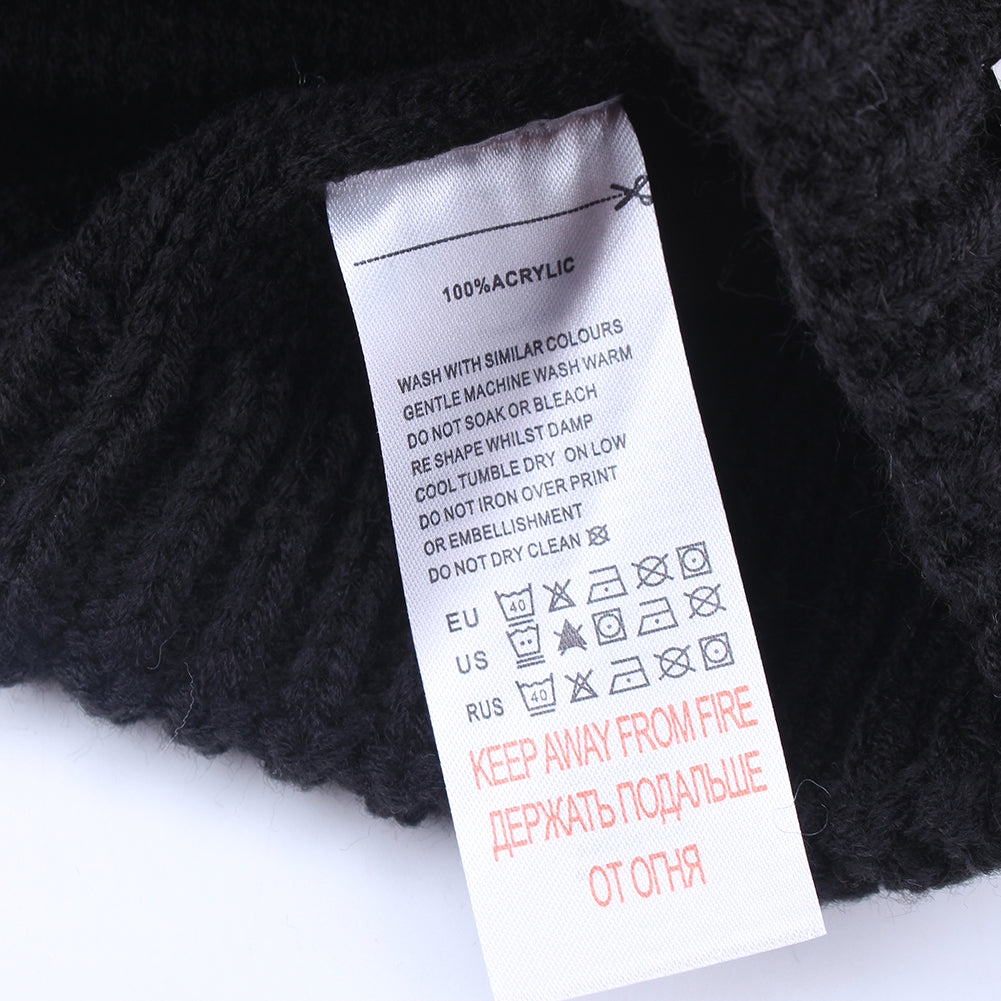 100%ACRYLIC
WASH WITH SIMILAR COLOURS
GENTLE MACHINE WASH WARM
DO NOT SOAK OR BLEACH
RE SHAPE WHILST DAMP
COOL TUMBLE DRY ON LOW
DO NOT IRON OVER PRINT
OR EMBELLISHMENT
DO NOT DRY CLEAN
EU 40
US
RUS 40
KEEP AWAY FROM FIRE
ДЕРЖАТЬ ПОДАЛЬШЕ
ОТ ОГНЯ